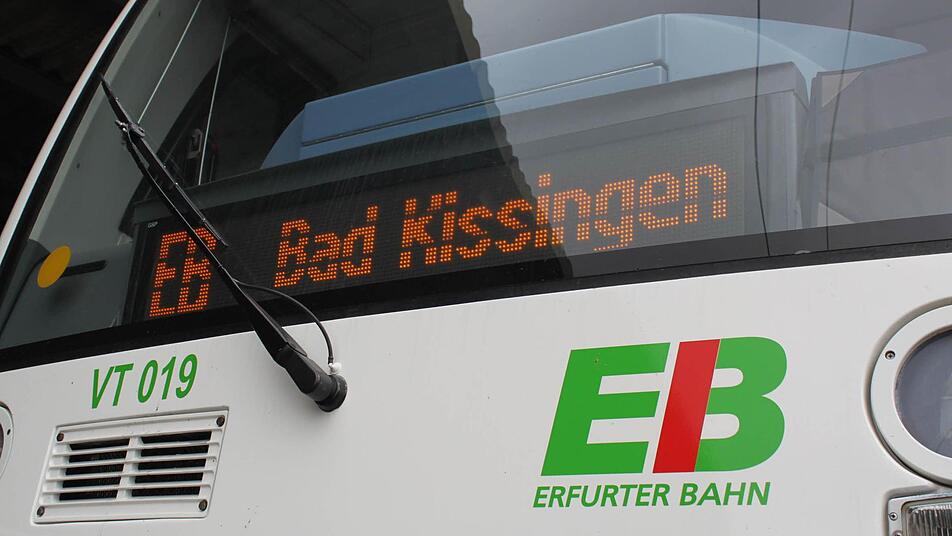 EB Bad Kissingen
VT 019
EB
ERFURTER BAHN